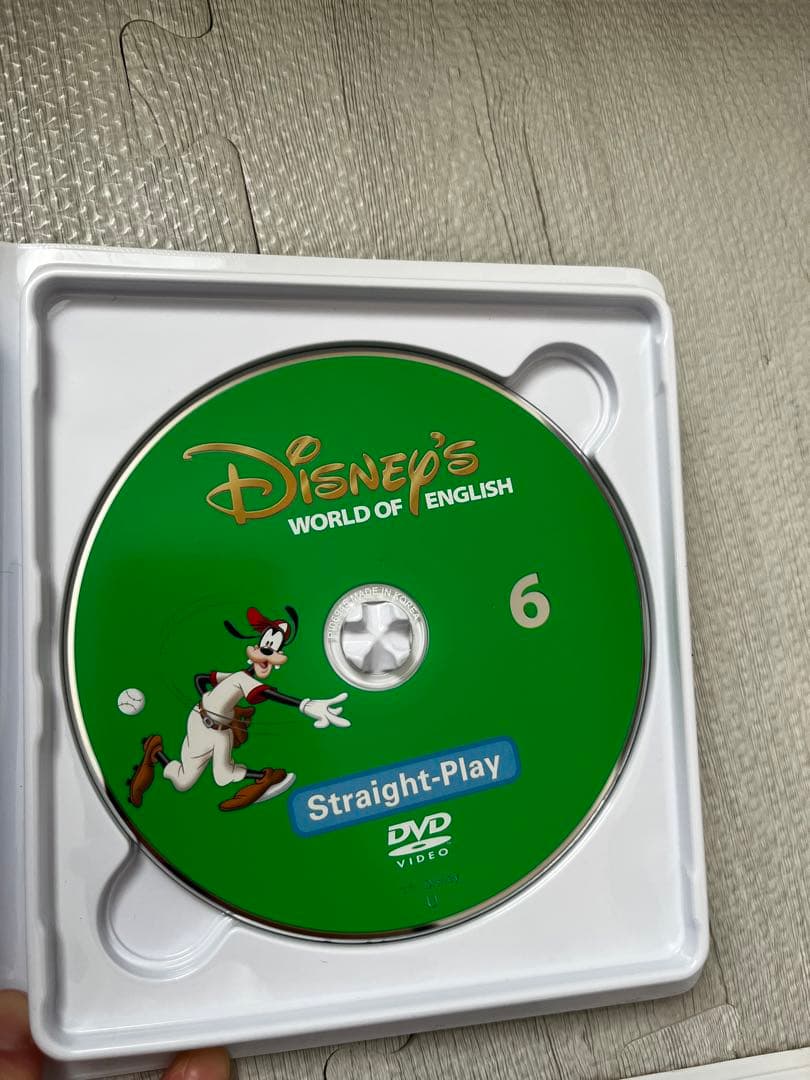 DISNEY'S
WORLD OF ENGLISH
6
MADE IN KOREA
Straight-Play
DVD
VIDEO